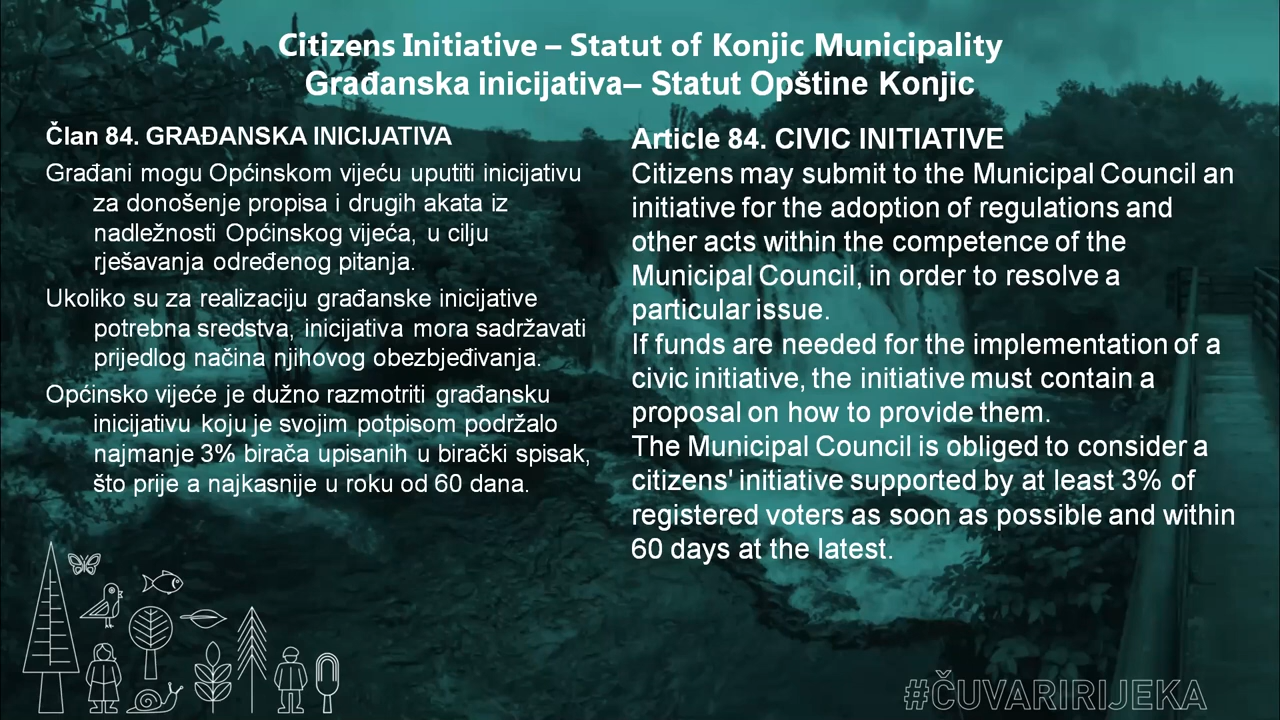 Citizens Initiative – Statut of Konjic Municipality
Građanska inicijativa– Statut Opštine Konjic
Član 84. GRAĐANSKA INICIJATIVA
Građani mogu Općinskom vijeću uputiti inicijativu
za donošenje propisa i drugih akata iz
nadležnosti Općinskog vijeća, u cilju
rješavanja određenog pitanja.
Ukoliko su za realizaciju građanske inicijative
potrebna sredstva, inicijativa mora sadržavati
prijedlog načina njihovog obezbjeđivanja.
Općinsko vijeće je dužno razmotriti građansku
inicijativu koju je svojim potpisom podržalo
najmanje 3% birača upisanih u birački spisak,
što prije a najkasnije u roku od 60 dana.
Article 84. CIVIC INITIATIVE
Citizens may submit to the Municipal Council an
initiative for the adoption of regulations and
other acts within the competence of the
Municipal Council, in order to resolve a
particular issue.
If funds are needed for the implementation of a
civic initiative, the initiative must contain a
proposal on how to provide them.
The Municipal Council is obliged to consider a
citizens' initiative supported by at least 3% of
registered voters as soon as possible and within
60 days at the latest.
#ČUVARIRIJEKA